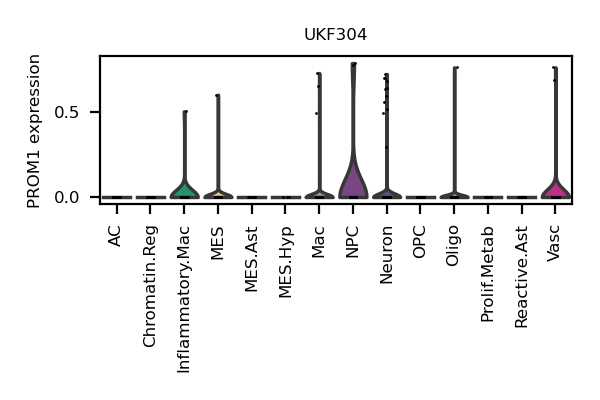 UKF304
PROM1 expression
0.5
0.0
AC
Chromatin.Reg
Inflammatory.Mac
MES
MES.Ast
MES.Hyp
Mac
NPC
Neuron
OPC
Oligo
Prolif.Metab
Reactive.Ast
Vasc